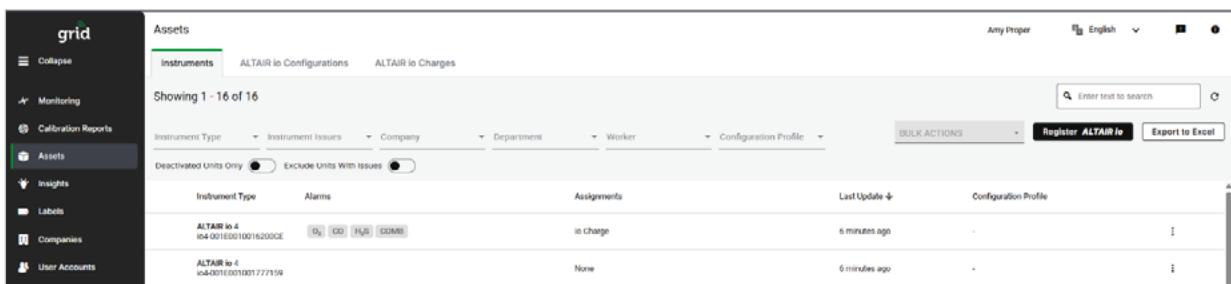 grid
Collapse
Monitoring
Calibration Reports
Assets
Insights
Labels
Companies
User Accounts
Assets
Amy Proper
English
Instruments ALTAIR io Configurations ALTAIR io Charges
Showing 1 - 16 of 16
Enter text to search
Instrument Type Instrument Issues Company Department Worker Configuration Profile
BULK ACTIONS Register ALTAIR io Export to Excel
Deactivated Units Only Exclude Units With Issues
Instrument Type Alarms Assignments Last Update Configuration Profile
ALTAIR io 4
O₂ CO H₂S COMB io Charge 6 minutes ago -
ALTAIR io 4
io4-001E001001777159
None 6 minutes ago -